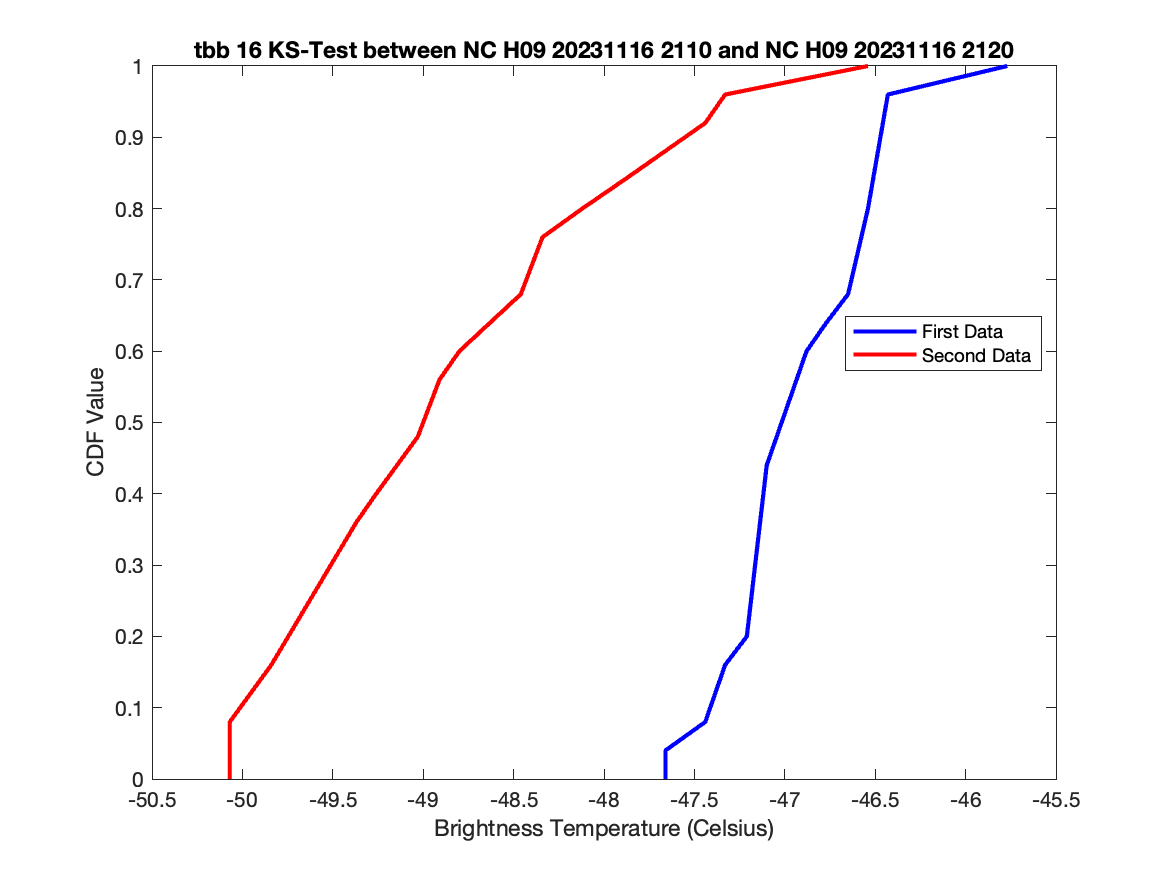 tbb 16 KS-Test between NC H09 20231116 2110 and NC H09 20231116 2120
1
0.9
0.8
0.7
0.6
0.5
0.4
0.3
0.2
0.1
0
CDF Value
First Data
Second Data
-50.5 -50 -49.5 -49 -48.5 -48 -47.5 -47 -46.5 -46 -45.5
Brightness Temperature (Celsius)